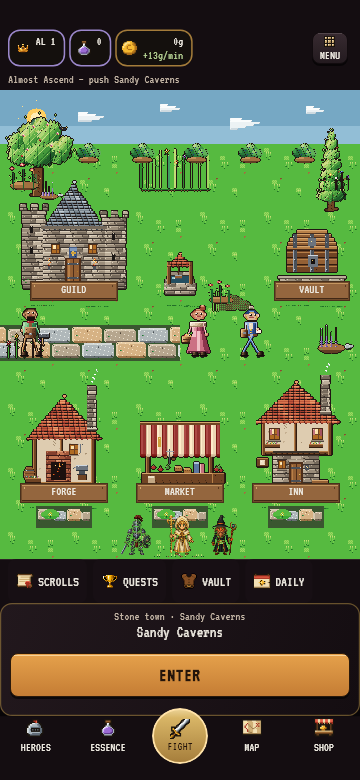 AL 1
0
0g
+13g/min
MENU
Almost Ascend - push Sandy Caverns
GUILD
VAULT
FORGE
MARKET
INN
SCROLLS
QUESTS
VAULT
DAILY
Stone town · Sandy Caverns
Sandy Caverns
ENTER
HEROES
ESSENCE
FIGHT
MAP
SHOP